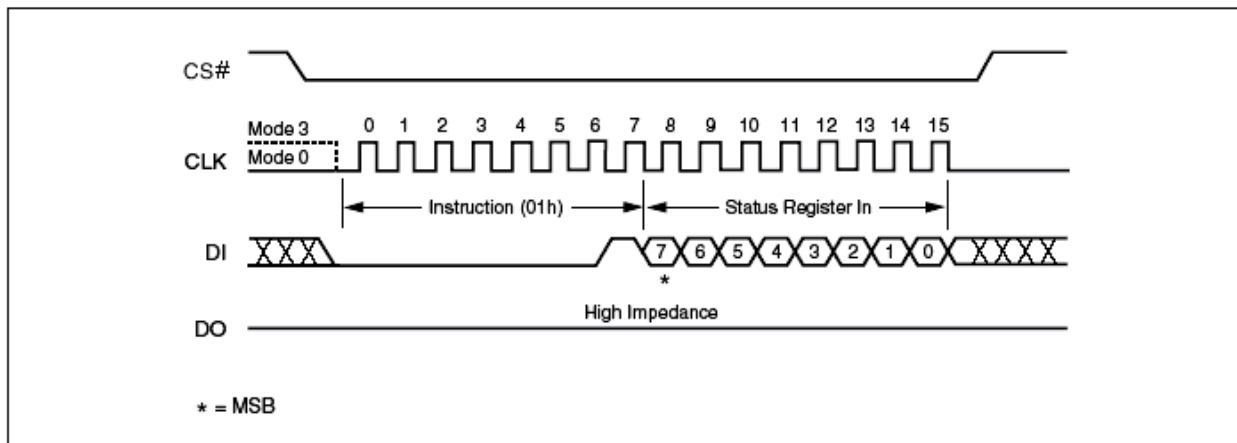 CS#
Mode 3
0 1 2 3 4 5 6 7 8 9 10 11 12 13 14 15
Mode 0
CLK
Instruction (01h)
Status Register In
DI
7 6 5 4 3 2 1 0
*
High Impedance
DO
* = MSB